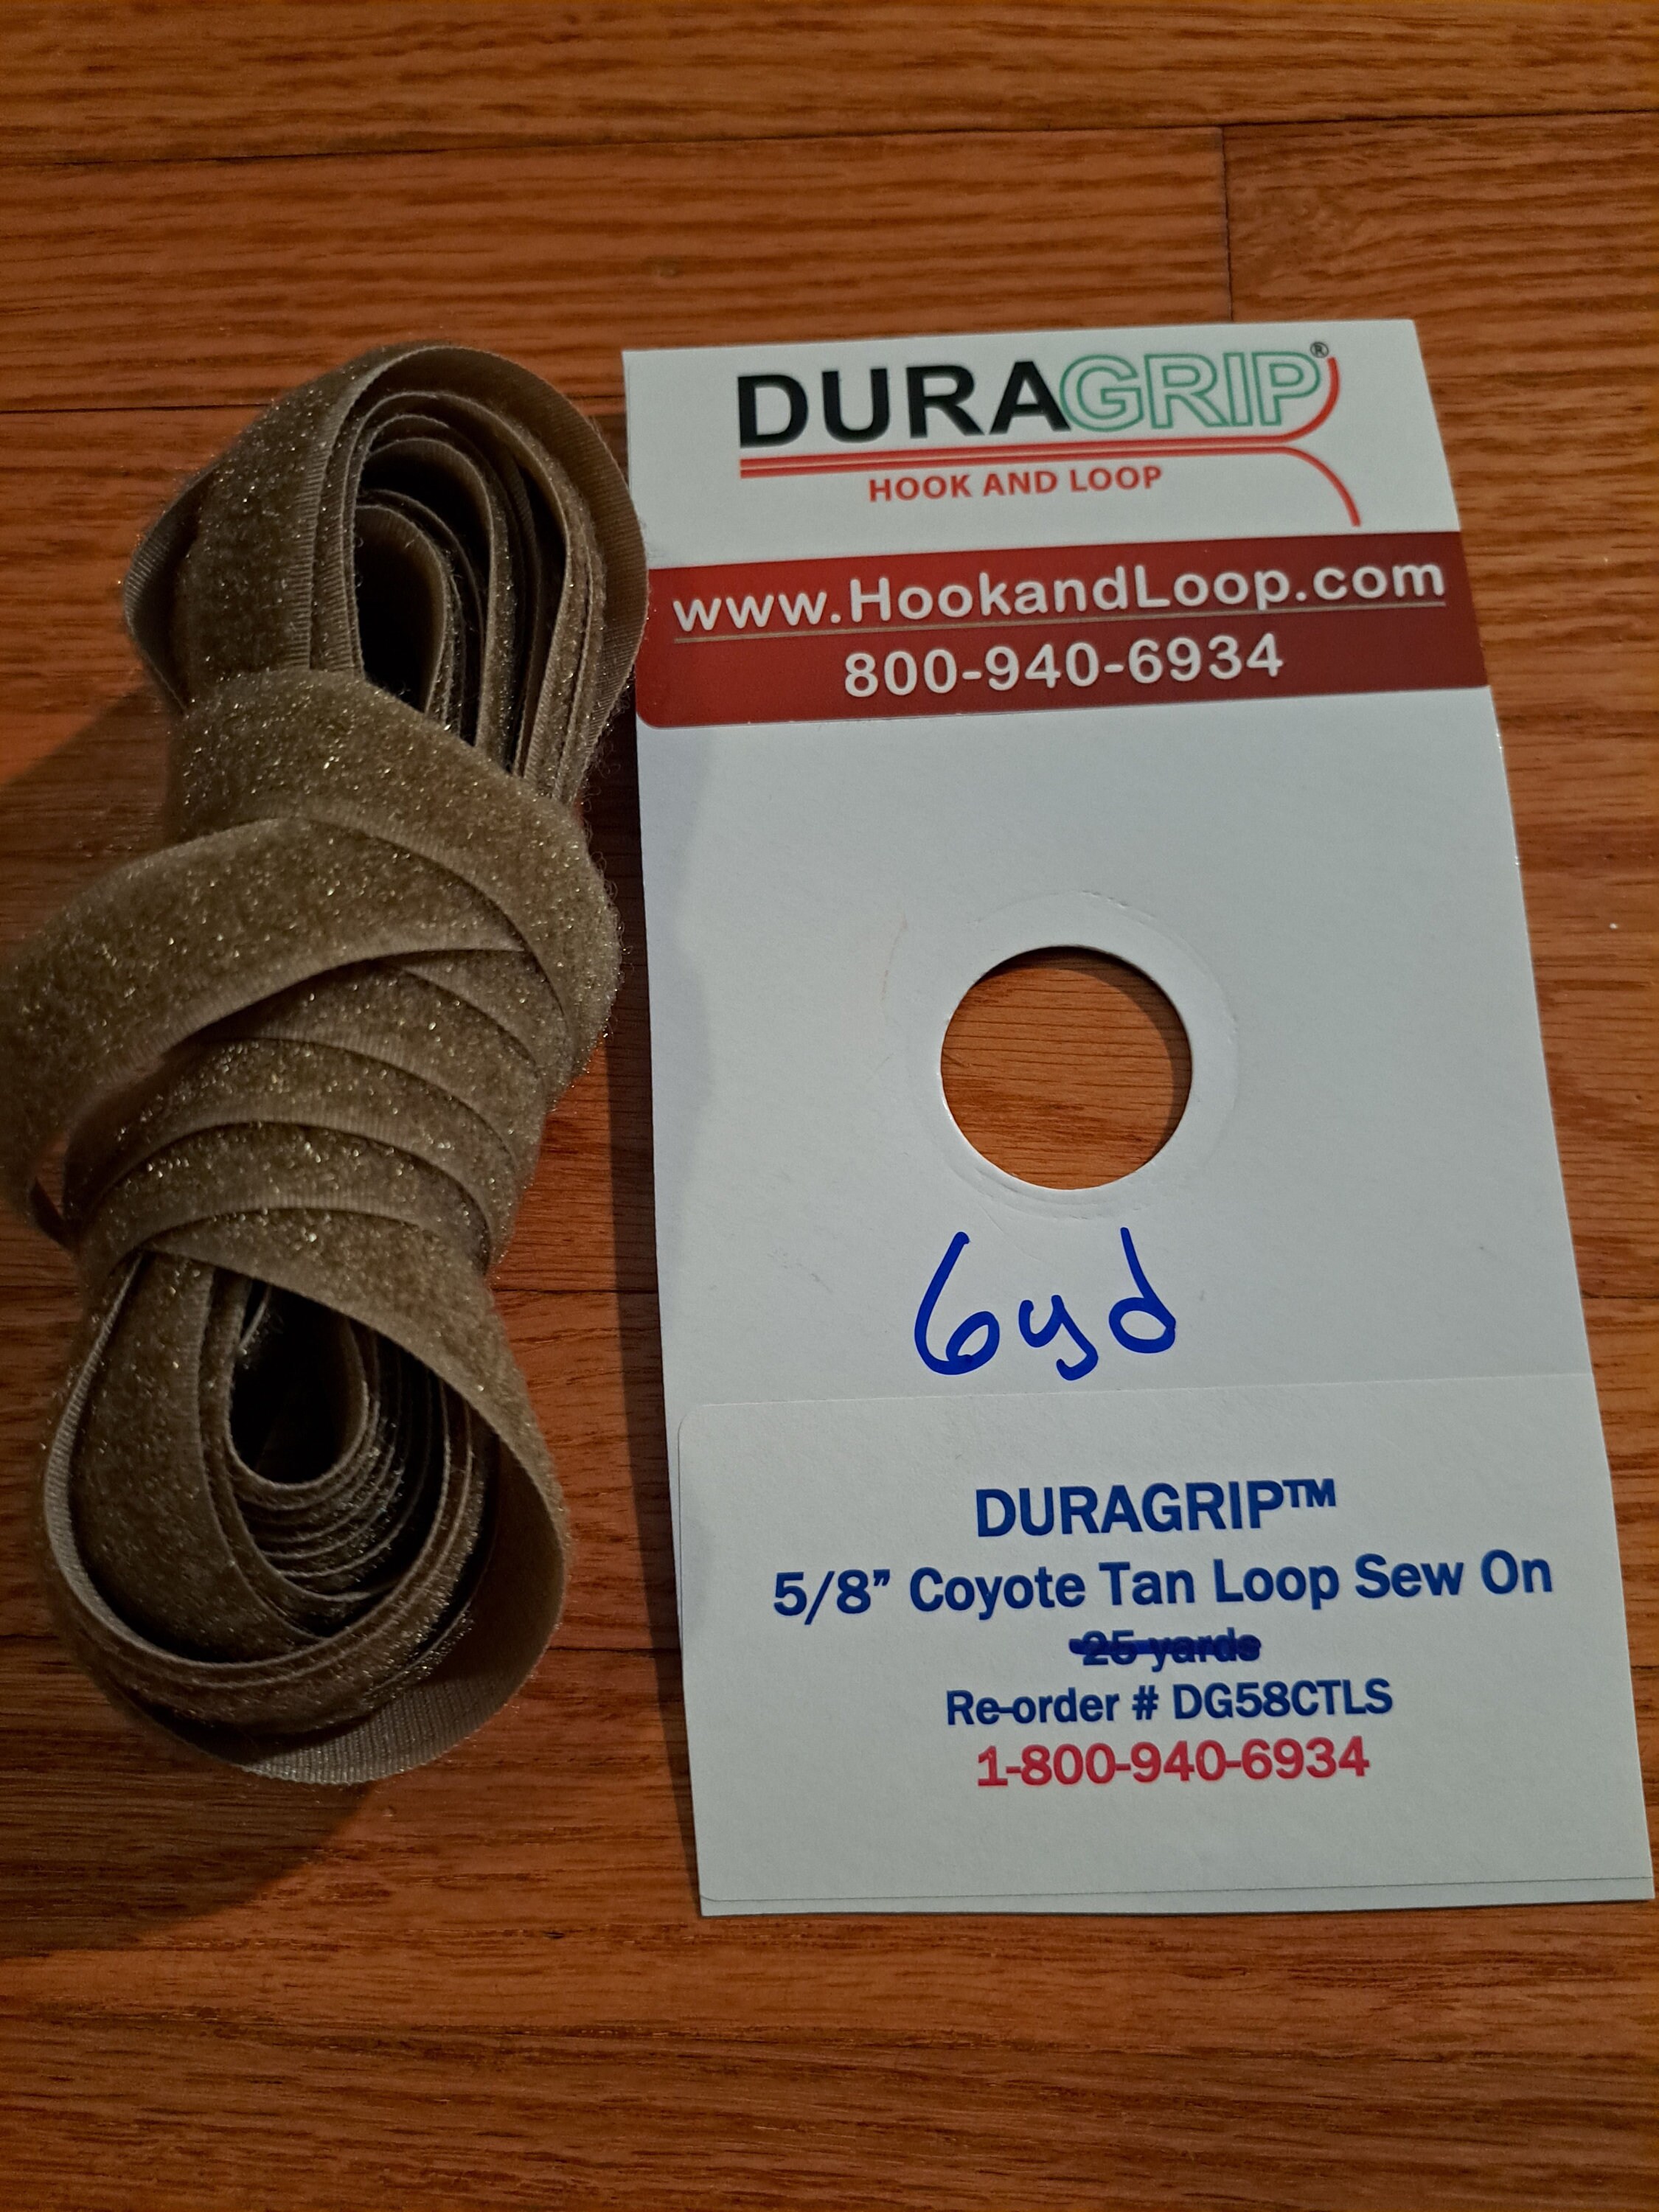 DURAGRIP®
HOOK AND LOOP
www.HookandLoop.com
800-940-6934
6yd
DURAGRIP™
5/8” Coyote Tan Loop Sew On
25 yards
Re-order # DG58CTLS
1-800-940-6934